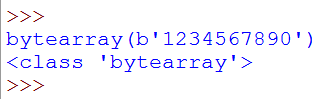 >>>
bytearray(b'1234567890')
<class 'bytearray'>
>>>